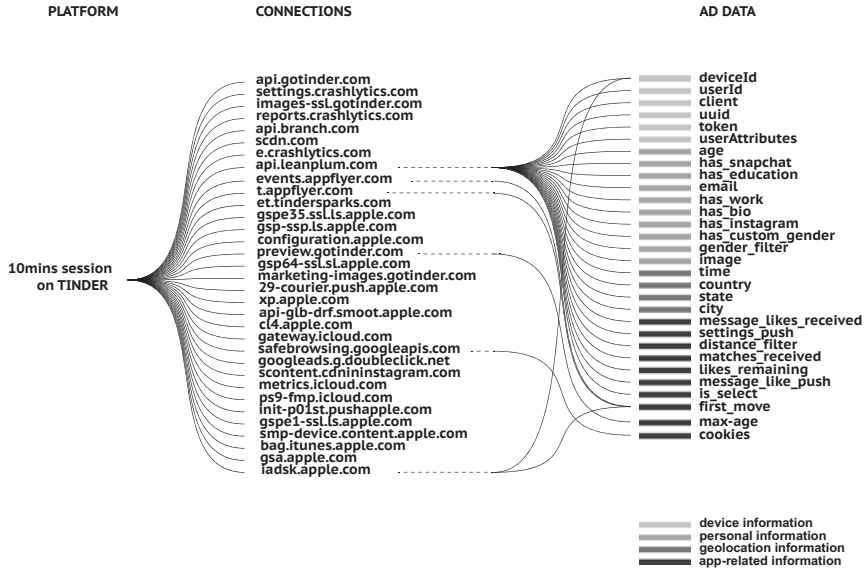 PLATFORM
CONNECTIONS
AD DATA
10mins session
on TINDER
api.gotinder.com
settings.crashlytics.com
images-ssl.gotinder.com
reports.crashlytics.com
api.branch.com
scdn.com
e.crashlytics.com
api.leanplum.com
events.appflyer.com
t.appflyer.com
et.tindersparks.com
gspe35.ssl.ls.apple.com
gsp-ssp.ls.apple.com
configuration.apple.com
preview.gotinder.com
gsp64-ssl.sl.apple.com
marketing-images.gotinder.com
29-courier.push.apple.com
xp.apple.com
api-glb-drf.smoot.apple.com
cl4.apple.com
gateway.icloud.com
safebrowsing.googleapis.com
googleads.g.doubleclick.net
scontent.cdnininstagram.com
metrics.icloud.com
ps9-fmp.icloud.com
init-p01st.pushapple.com
gspe1-ssl.ls.apple.com
smp-device.content.apple.com
bag.itunes.apple.com
gsa.apple.com
iadsk.apple.com
deviceId
userId
client
uuid
token
userAttributes
age
has_snapchat
has_education
email
has_work
has_bio
has_instagram
has_custom_gender
gender_filter
image
time
country
state
city
message_likes_received
settings_push
distance_filter
matches_received
likes_remaining
message_like_push
is_select
first_move
max-age
cookies
device information
personal information
geolocation information
app-related information